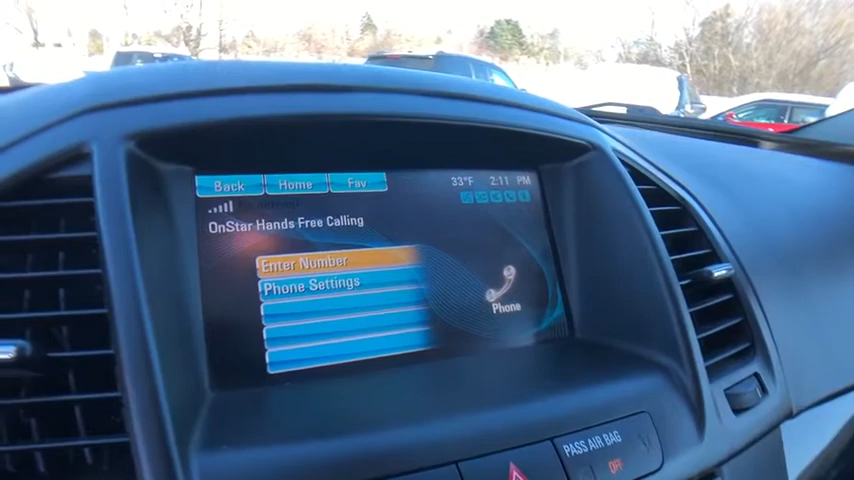 Back Home Fav 33°F 2:11 PM
OnStar Hands Free Calling
Enter Number
Phone Settings
Phone
PASS AIR BAG
OFF